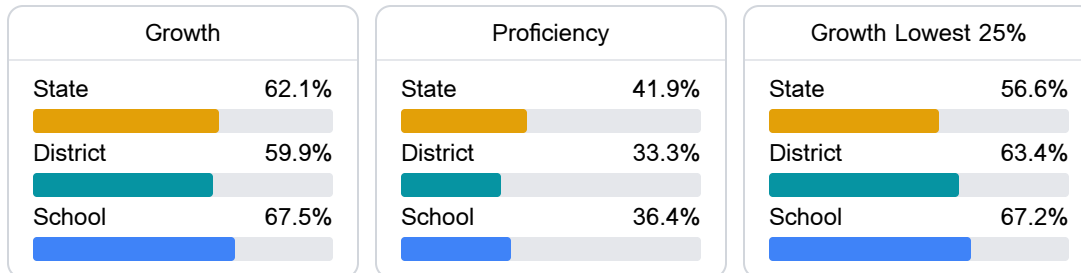 Growth
State 62.1%
District 59.9%
School 67.5%
Proficiency
State 41.9%
District 33.3%
School 36.4%
Growth Lowest 25%
State 56.6%
District 63.4%
School 67.2%